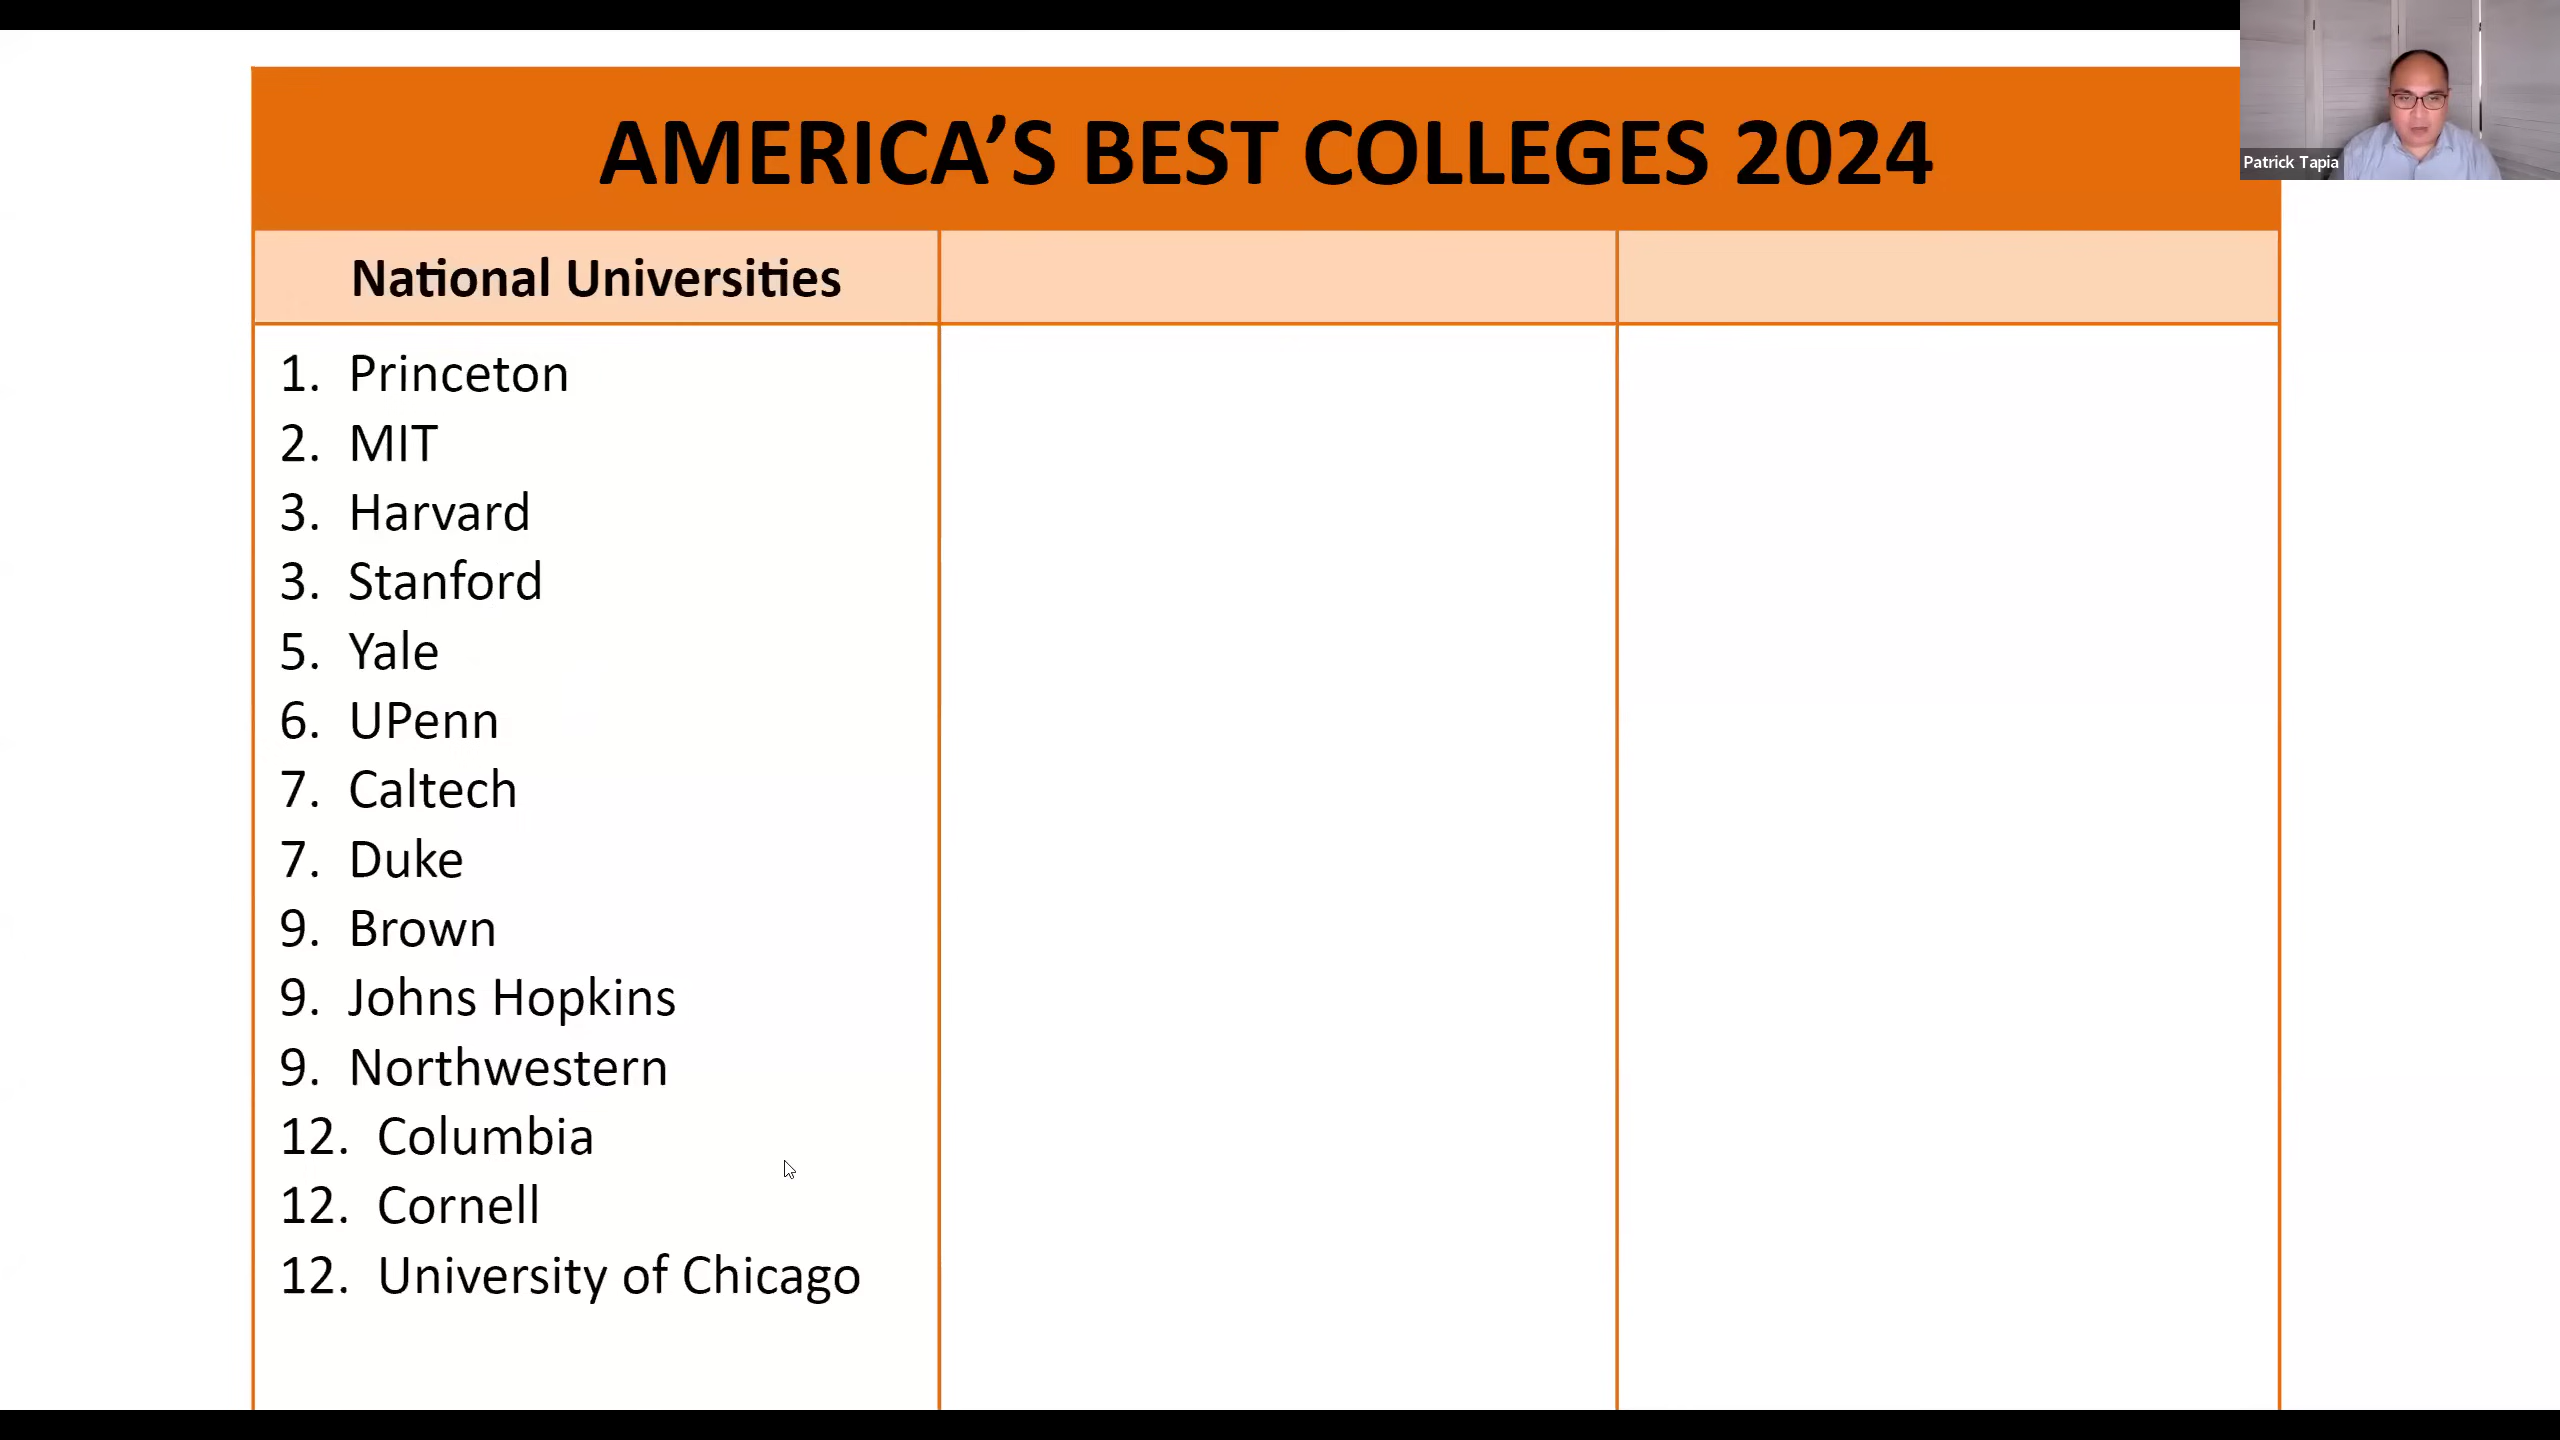 AMERICA’S BEST COLLEGES 2024
Patrick Tapia
National Universities
1. Princeton
2. MIT
3. Harvard
3. Stanford
5. Yale
6. UPenn
7. Caltech
7. Duke
9. Brown
9. Johns Hopkins
9. Northwestern
12. Columbia
12. Cornell
12. University of Chicago